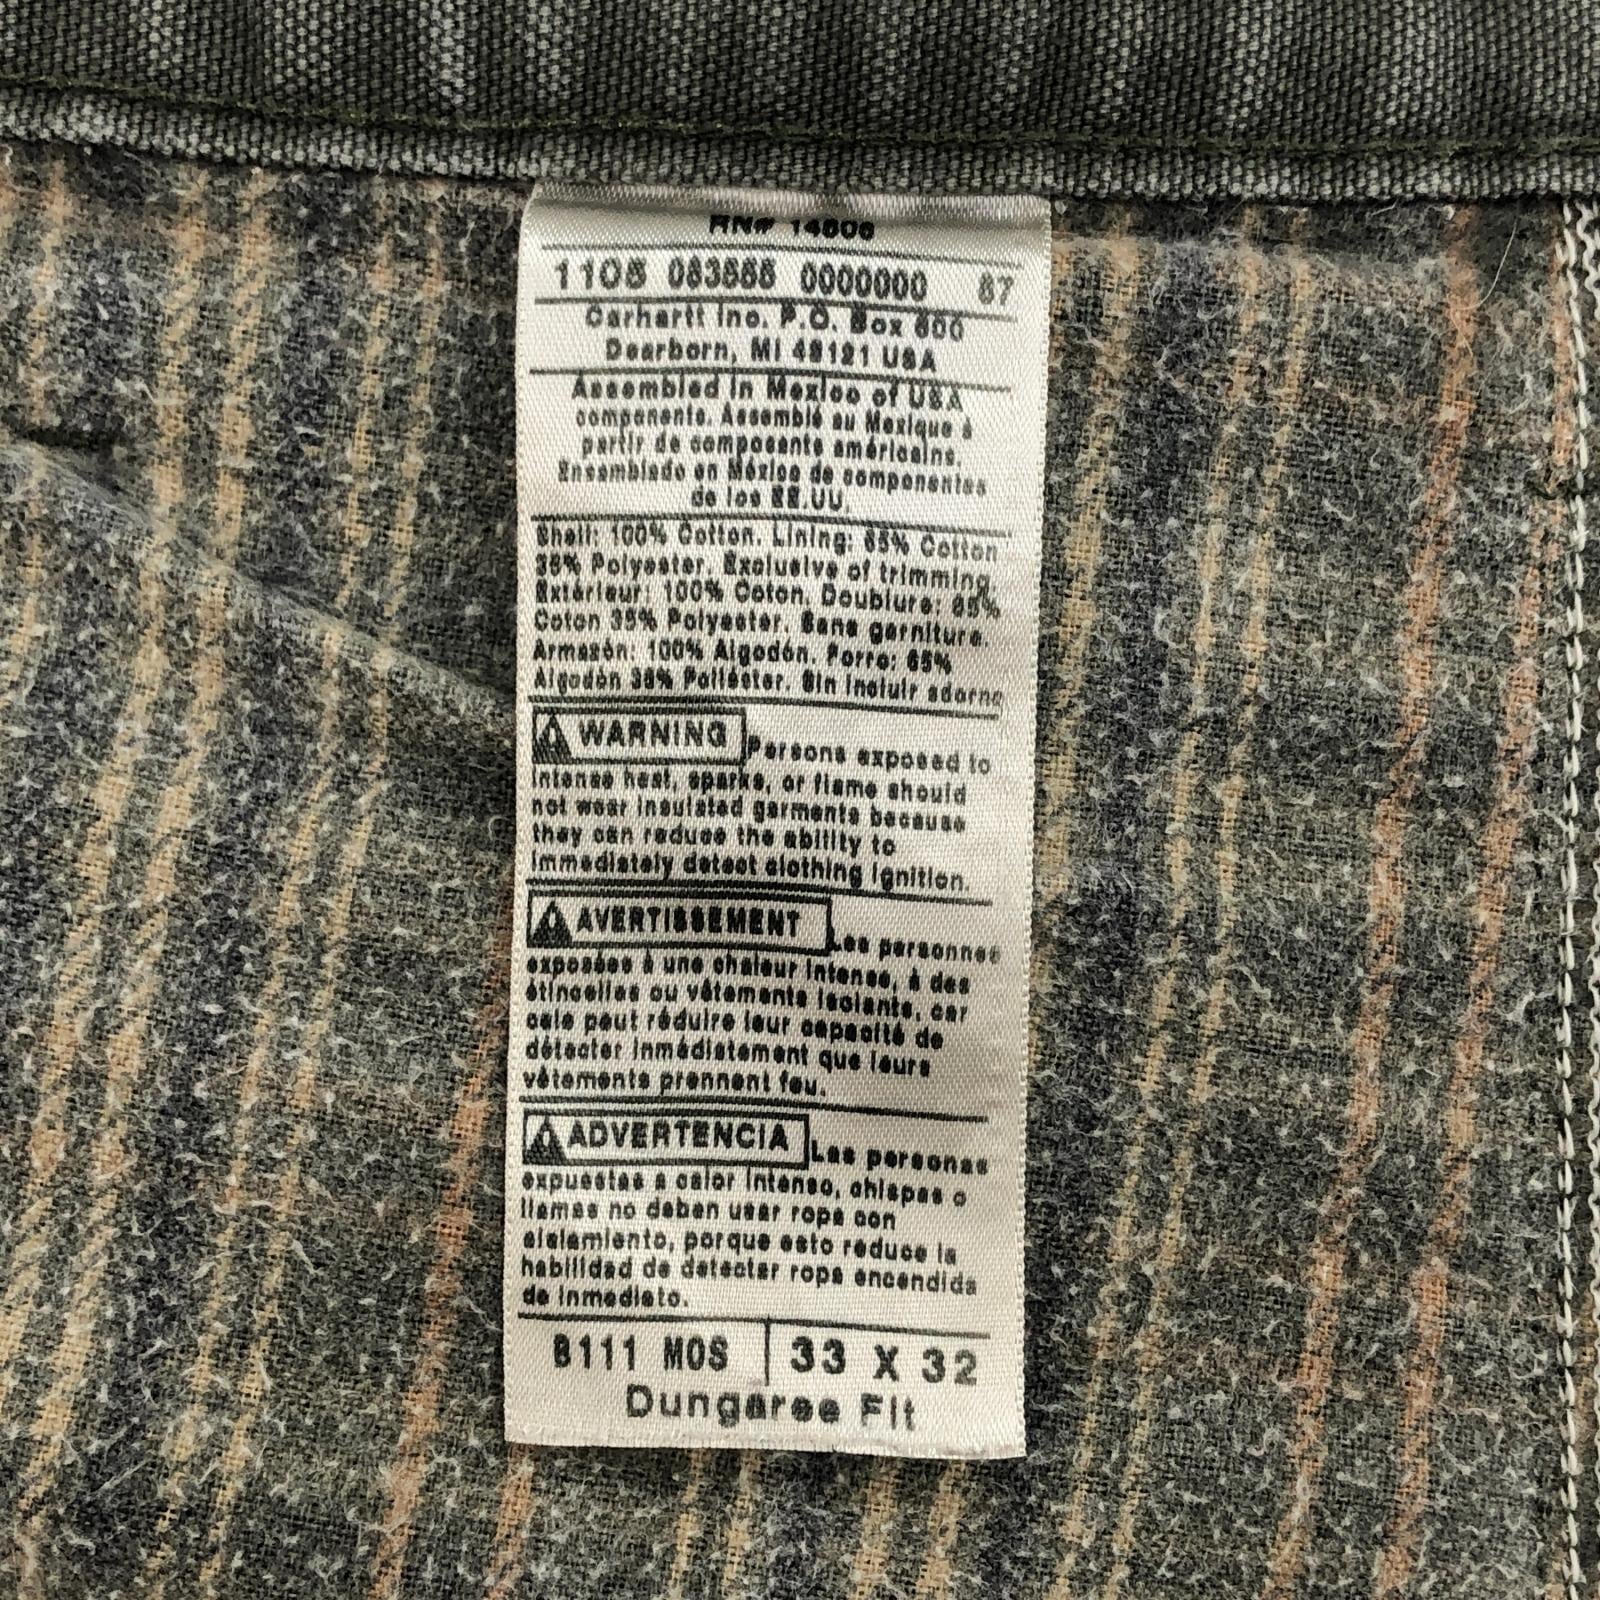 RN# 14806
1105 083555 0000000 87
Carhartt Inc. P.O. Box 600
Dearborn, MI 48121 USA
Assembled in Mexico of USA
components. Assemblé au Mexique à
partir de composants américains.
Ensamblado en México de componentes
de los EE.UU.
Shell: 100% Cotton. Lining: 65% Cotton
35% Polyester. Exclusive of trimming.
Extérieur: 100% Coton. Doublure: 65%
Coton 35% Polyester. Sans garniture.
Armazón: 100% Algodón. Forro: 65%
Algodón 35% Poliéster. Sin incluir adorno
WARNING Persons exposed to
intense heat, sparks, or flame should
not wear insulated garments because
they can reduce the ability to
immediately detect clothing ignition.
AVERTISSEMENT Les personnes
exposées à une chaleur intense, à des
étincelles ou vêtements isolants, car
cela peut réduire leur capacité de
détecter immédiatement que leurs
vêtements prennent feu.
ADVERTENCIA Las personas
expuestas a calor intenso, chispas o
llamas no deben usar ropa con
aislamiento, porque esto reduce la
habilidad de detectar ropa encendida
de inmediato.
B111 MOS 33 X 32
Dungaree Fit